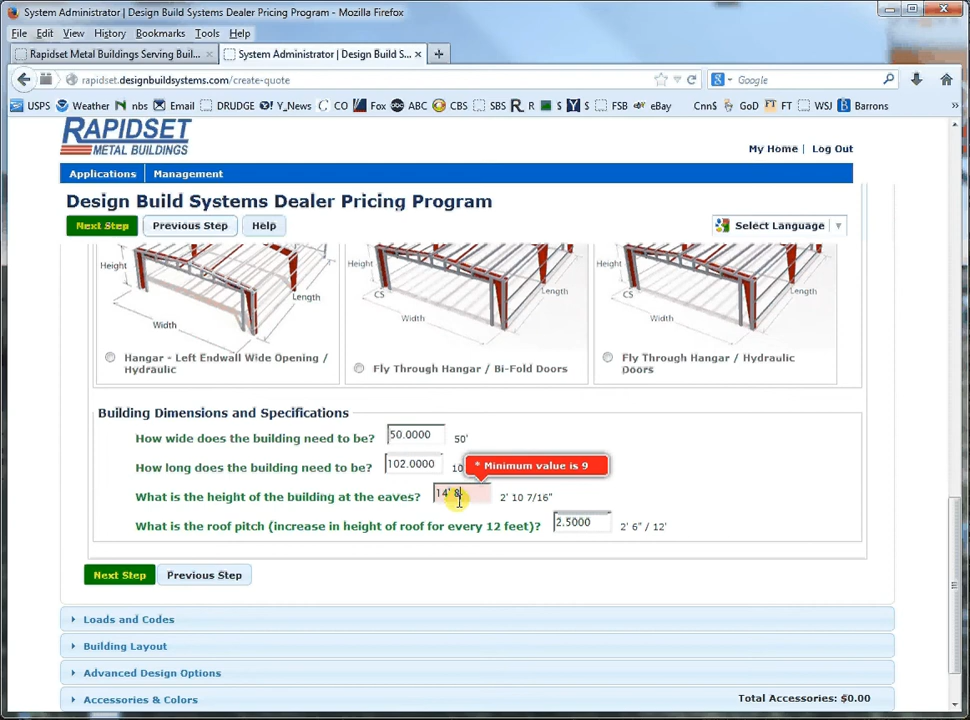 System Administrator | Design Build Systems Dealer Pricing Program - Mozilla Firefox
File Edit View History Bookmarks Tools Help
Rapidset Metal Buildings Serving Buil... × System Administrator | Design Build S... × +
rapidset.designbuildsystems.com/create-quote Google
USPS Weather nbs Email DRUDGE Y_News CO Fox ABC CBS SBS R $ S FSB eBay Cnn$ GoD FT WSJ Barrons »
RAPIDSET
METAL BUILDINGS
My Home | Log Out
Applications Management
Design Build Systems Dealer Pricing Program
Next Step Previous Step Help Select Language
Height Length Width
Height Length CS Width
Height Length CS Width
Hangar - Left Endwall Wide Opening / Hydraulic
Fly Through Hangar / Bi-Fold Doors
Fly Through Hangar / Hydraulic Doors
Building Dimensions and Specifications
How wide does the building need to be? 50.0000 50'
How long does the building need to be? 102.0000 10
* Minimum value is 9
What is the height of the building at the eaves? 14' 8 2' 10 7/16"
What is the roof pitch (increase in height of roof for every 12 feet)? 2.5000 2' 6" / 12'
Next Step Previous Step
Loads and Codes
Building Layout
Advanced Design Options
Accessories & Colors Total Accessories: $0.00